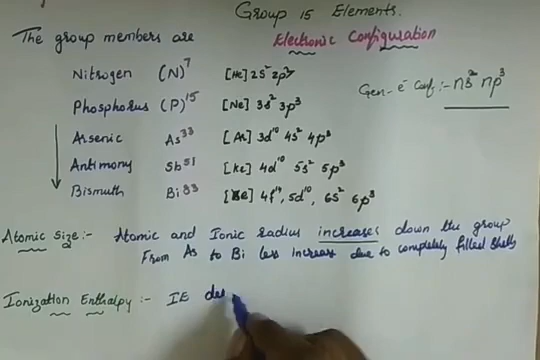 Group 15 Elements.
The group members are
Electronic Configuration
Nitrogen (N)⁷ [He] 2s² 2p³
Gen-e⁻ Conf:- ns² np³
Phosphorus (P)¹⁵ [Ne] 3s² 3p³
Arsenic As³³ [Ar] 3d¹⁰ 4s² 4p³
Antimony Sb⁵¹ [Kr] 4d¹⁰ 5s² 5p³
Bismuth Bi⁸³ [Xe] 4f¹⁴, 5d¹⁰, 6s² 6p³
Atomic Size:- Atomic and Ionic radius increases down the group
From As to Bi less increase due to completely filled shells
Ionization Enthalpy:- IE de